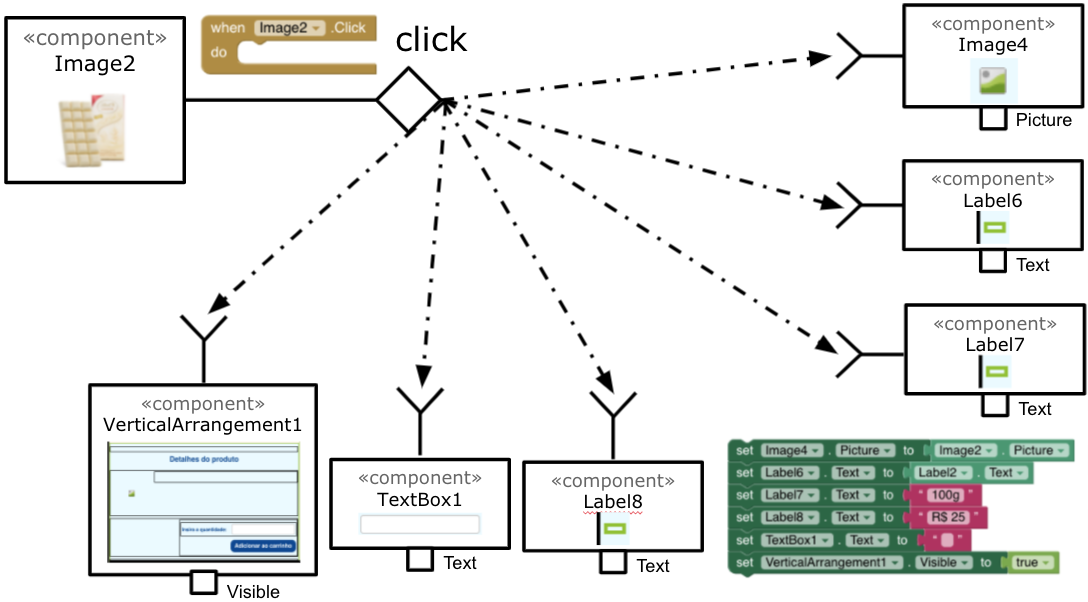 «component»
Image2
when Image2 .Click
do
click
«component»
Image4
Picture
«component»
Label6
Text
«component»
Label7
Text
«component»
VerticalArrangement1
Detalhes do produto
Insira a quantidade:
Adicionar ao carrinho
Visible
«component»
TextBox1
Text
«component»
Label8
Text
set Image4 . Picture to Image2 . Picture
set Label6 . Text to Label2 . Text
set Label7 . Text to “ 100g ”
set Label8 . Text to “ R$ 25 ”
set TextBox1 . Text to “ ”
set VerticalArrangement1 . Visible to true